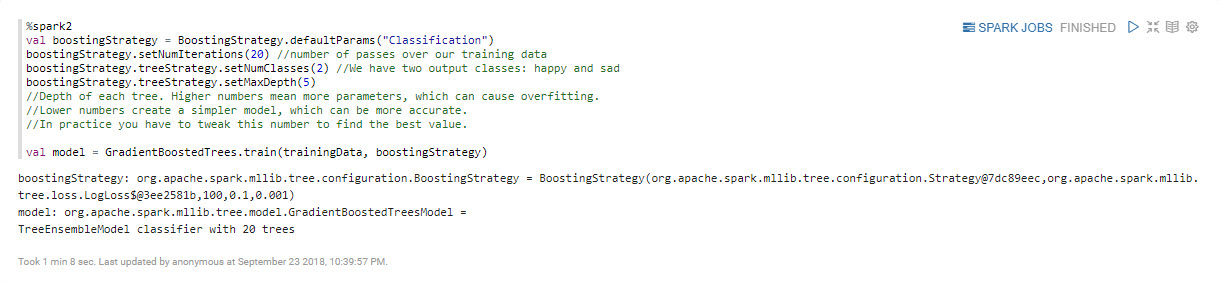 %spark2
SPARK JOBS FINISHED
val boostingStrategy = BoostingStrategy.defaultParams("Classification")
boostingStrategy.setNumIterations(20) //number of passes over our training data
boostingStrategy.treeStrategy.setNumClasses(2) //We have two output classes: happy and sad
boostingStrategy.treeStrategy.setMaxDepth(5)
//Depth of each tree. Higher numbers mean more parameters, which can cause overfitting.
//Lower numbers create a simpler model, which can be more accurate.
//In practice you have to tweak this number to find the best value.
val model = GradientBoostedTrees.train(trainingData, boostingStrategy)
boostingStrategy: org.apache.spark.mllib.tree.configuration.BoostingStrategy = BoostingStrategy(org.apache.spark.mllib.tree.configuration.Strategy@7dc89eec,org.apache.spark.mllib.
tree.loss.LogLoss$@3ee2581b,100,0.1,0.001)
model: org.apache.spark.mllib.tree.model.GradientBoostedTreesModel =
TreeEnsembleModel classifier with 20 trees
Took 1 min 8 sec. Last updated by anonymous at September 23 2018, 10:39:57 PM.